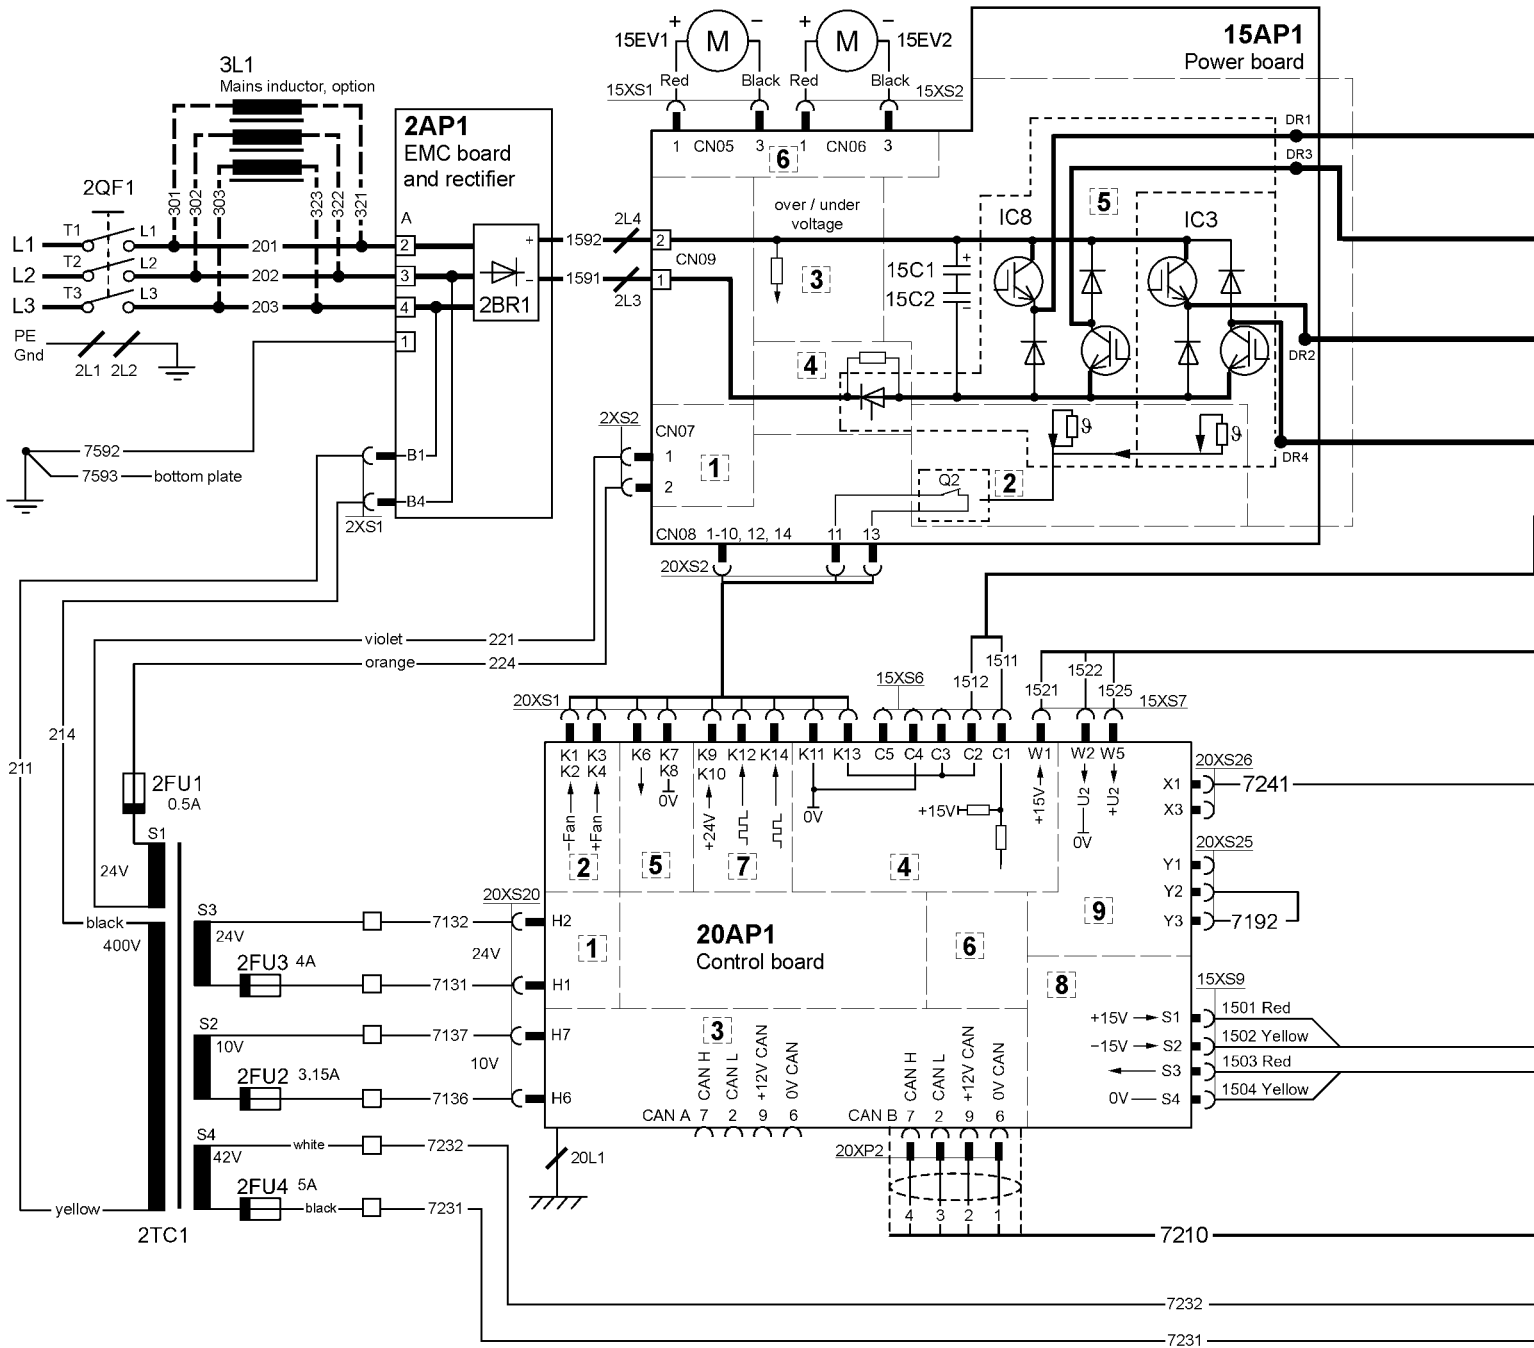 15EV1
+
M
−
+
M
−
15EV2
Red
Black
Red
Black
15XS1
15XS2
15AP1
Power board
3L1
Mains inductor, option
2AP1
EMC board
and rectifier
1
CN05
3
1
CN06
3
6
DR1
DR3
2QF1
301
302
303
323
322
321
A
over / under
voltage
IC8
5
IC3
L1
T1
L1
201
2
+
1592
2L4
2
L2
T2
L2
202
3
−
1591
2L3
1
CN09
L3
T3
L3
203
4
2BR1
3
15C1
+
15C2
−
PE
Gnd
2L1
2L2
1
DR2
4
2XS2
CN07
1
2
1
ϑ
ϑ
DR4
7592
7593
bottom plate
B1
B4
2XS1
Q2
2
CN08
1-10, 12, 14
11
13
20XS2
violet
221
orange
224
214
211
20XS1
15XS6
1512
1511
1521
1522
1525
15XS7
K1
K2
K3
K4
K6
K7
K8
K9
K10
K12
K14
K11
K13
C5
C4
C3
C2
C1
W1
W2
W5
−Fan
+Fan
0V
+24V
0V
+15V
+15V
U2
0V
+U2
2
5
7
4
9
X1
X3
20XS26
7241
20XS25
Y1
Y2
Y3
7192
2FU1
0.5A
S1
24V
black
400V
S3
24V
2FU3
4A
7132
7131
20XS20
24V
H2
H1
1
20AP1
Control board
6
8
15XS9
S2
10V
2FU2
3.15A
7137
7136
10V
H7
H6
3
+15V
S1
1501 Red
−15V
S2
1502 Yellow
S3
1503 Red
0V
S4
1504 Yellow
CAN H
CAN L
+12V CAN
0V CAN
CAN A
7
2
9
6
CAN H
CAN L
+12V CAN
0V CAN
CAN B
7
2
9
6
S4
42V
white
7232
2FU4
5A
black
7231
yellow
2TC1
20L1
20XP2
4
3
2
1
7210
7232
7231